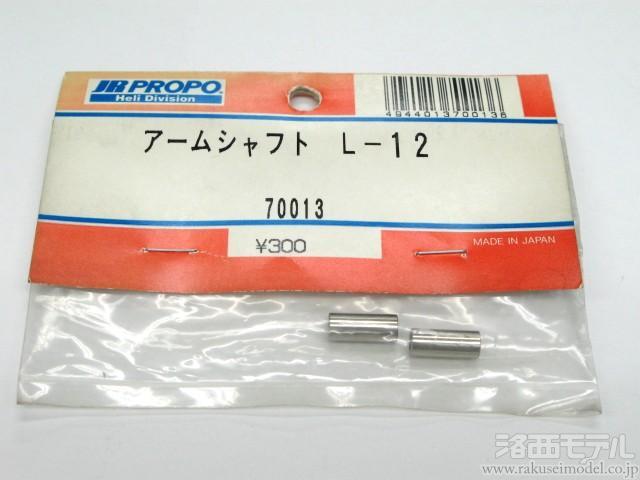 JR PROPO
Heli Division
4944013700136
アームシャフト L-12
70013
¥300
MADE IN JAPAN
洛西モデル
www.rakuseimodel.co.jp